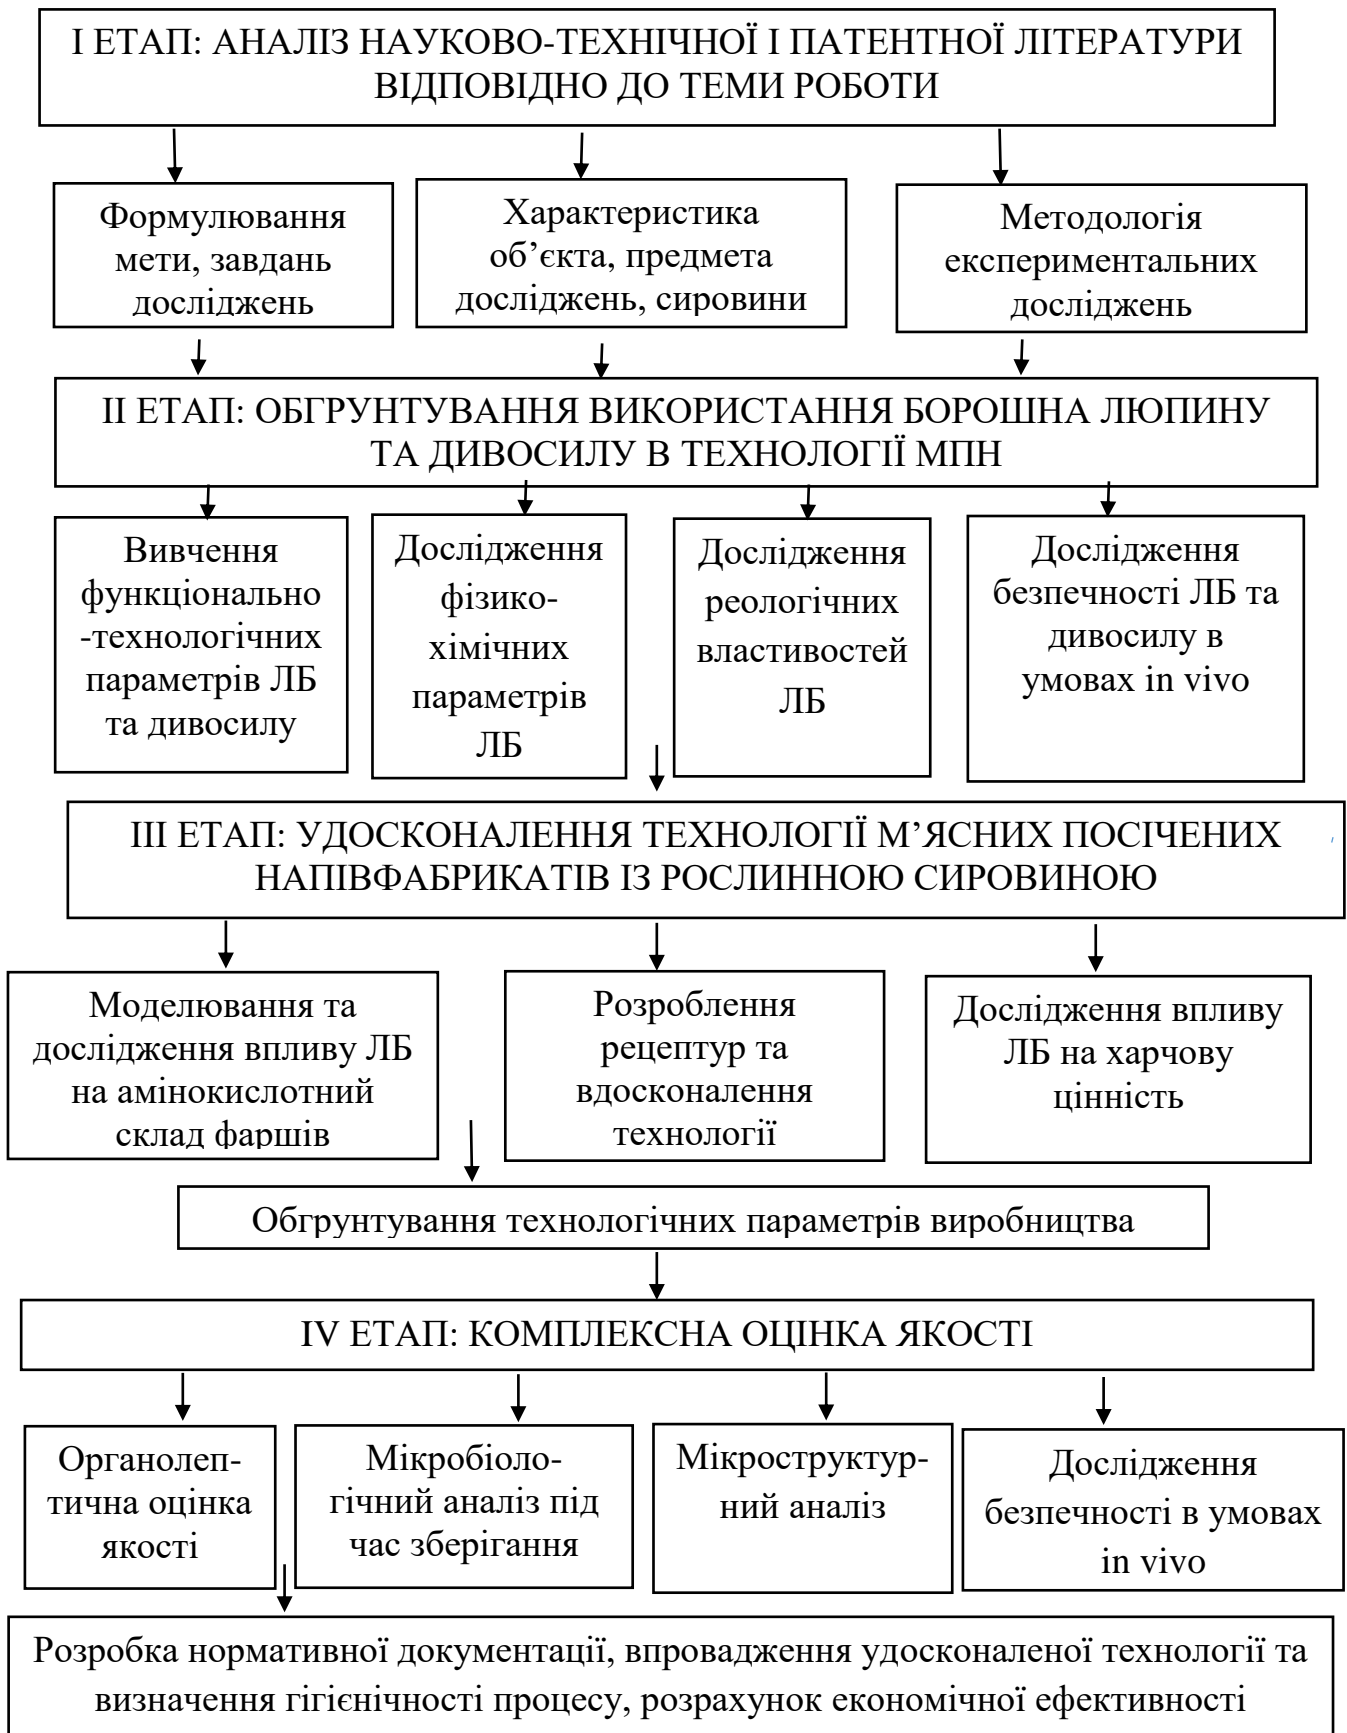 І ЕТАП: АНАЛІЗ НАУКОВО-ТЕХНІЧНОЇ І ПАТЕНТНОЇ ЛІТЕРАТУРИ
ВІДПОВІДНО ДО ТЕМИ РОБОТИ
Формулювання
мети, завдань
досліджень
Характеристика
об’єкта, предмета
досліджень, сировини
Методологія
експериментальних
досліджень
ІІ ЕТАП: ОБГРУНТУВАННЯ ВИКОРИСТАННЯ БОРОШНА ЛЮПИНУ
ТА ДИВОСИЛУ В ТЕХНОЛОГІЇ МПН
Вивчення
функціонально
-технологічних
параметрів ЛБ
та дивосилу
Дослідження
фізико-
хімічних
параметрів
ЛБ
Дослідження
реологічних
властивостей
ЛБ
Дослідження
безпечності ЛБ та
дивосилу в
умовах in vivo
ІІІ ЕТАП: УДОСКОНАЛЕННЯ ТЕХНОЛОГІЇ М’ЯСНИХ ПОСІЧЕНИХ
НАПІВФАБРИКАТІВ ІЗ РОСЛИННОЮ СИРОВИНОЮ
Моделювання та
дослідження впливу ЛБ
на амінокислотний
склад фаршів
Розроблення
рецептур та
вдосконалення
технології
Дослідження впливу
ЛБ на харчову
цінність
Обгрунтування технологічних параметрів виробництва
IV ЕТАП: КОМПЛЕКСНА ОЦІНКА ЯКОСТІ
Органолеп-
тична оцінка
якості
Мікробіоло-
гічний аналіз під
час зберігання
Мікроструктур-
ний аналіз
Дослідження
безпечності в умовах
in vivo
Розробка нормативної документації, впровадження удосконаленої технології та
визначення гігієнічності процесу, розрахунок економічної ефективності